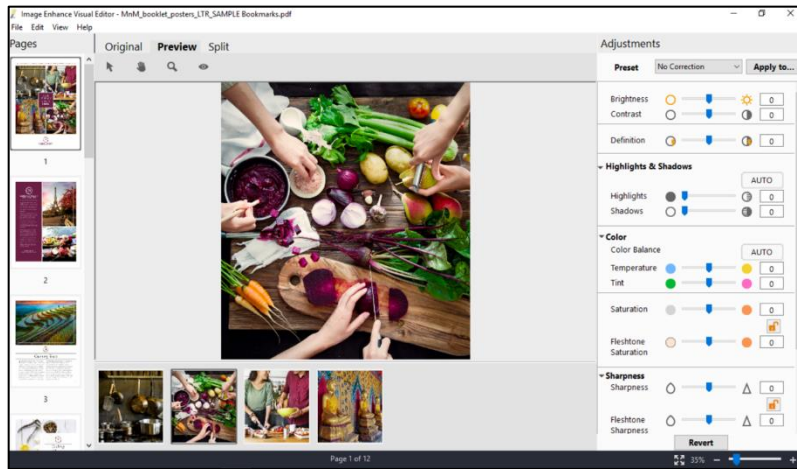 Image Enhance Visual Editor - MnM_booklet_posters_LTR_SAMPLE Bookmarks.pdf
File Edit View Help
Pages
Original Preview Split
Adjustments
Preset No Correction Apply to...
Brightness 0
Contrast 0
Definition 0
Highlights & Shadows
AUTO
Highlights 0
Shadows 0
Color
Color Balance AUTO
Temperature 0
Tint 0
Saturation 0
Fleshtone 0
Saturation
Sharpness
Sharpness 0
Fleshtone 0
Sharpness
Revert
1
2
3
Page 1 of 12
35%